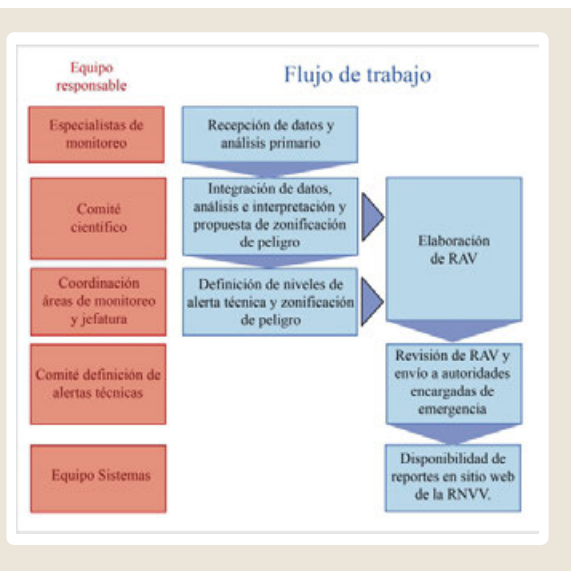 Equipo
responsable
Flujo de trabajo
Especialistas de
monitoreo
Recepción de datos y
análisis primario
Comité
científico
Integración de datos,
análisis e interpretación y
propuesta de zonificación
de peligro
Elaboración
de RAV
Coordinación
áreas de monitoreo
y jefatura
Definición de niveles de
alerta técnica y zonificación
de peligro
Comité definición de
alertas técnicas
Revisión de RAV y
envío a autoridades
encargadas de
emergencia
Equipo Sistemas
Disponibilidad de
reportes en sitio web
de la RNVV.